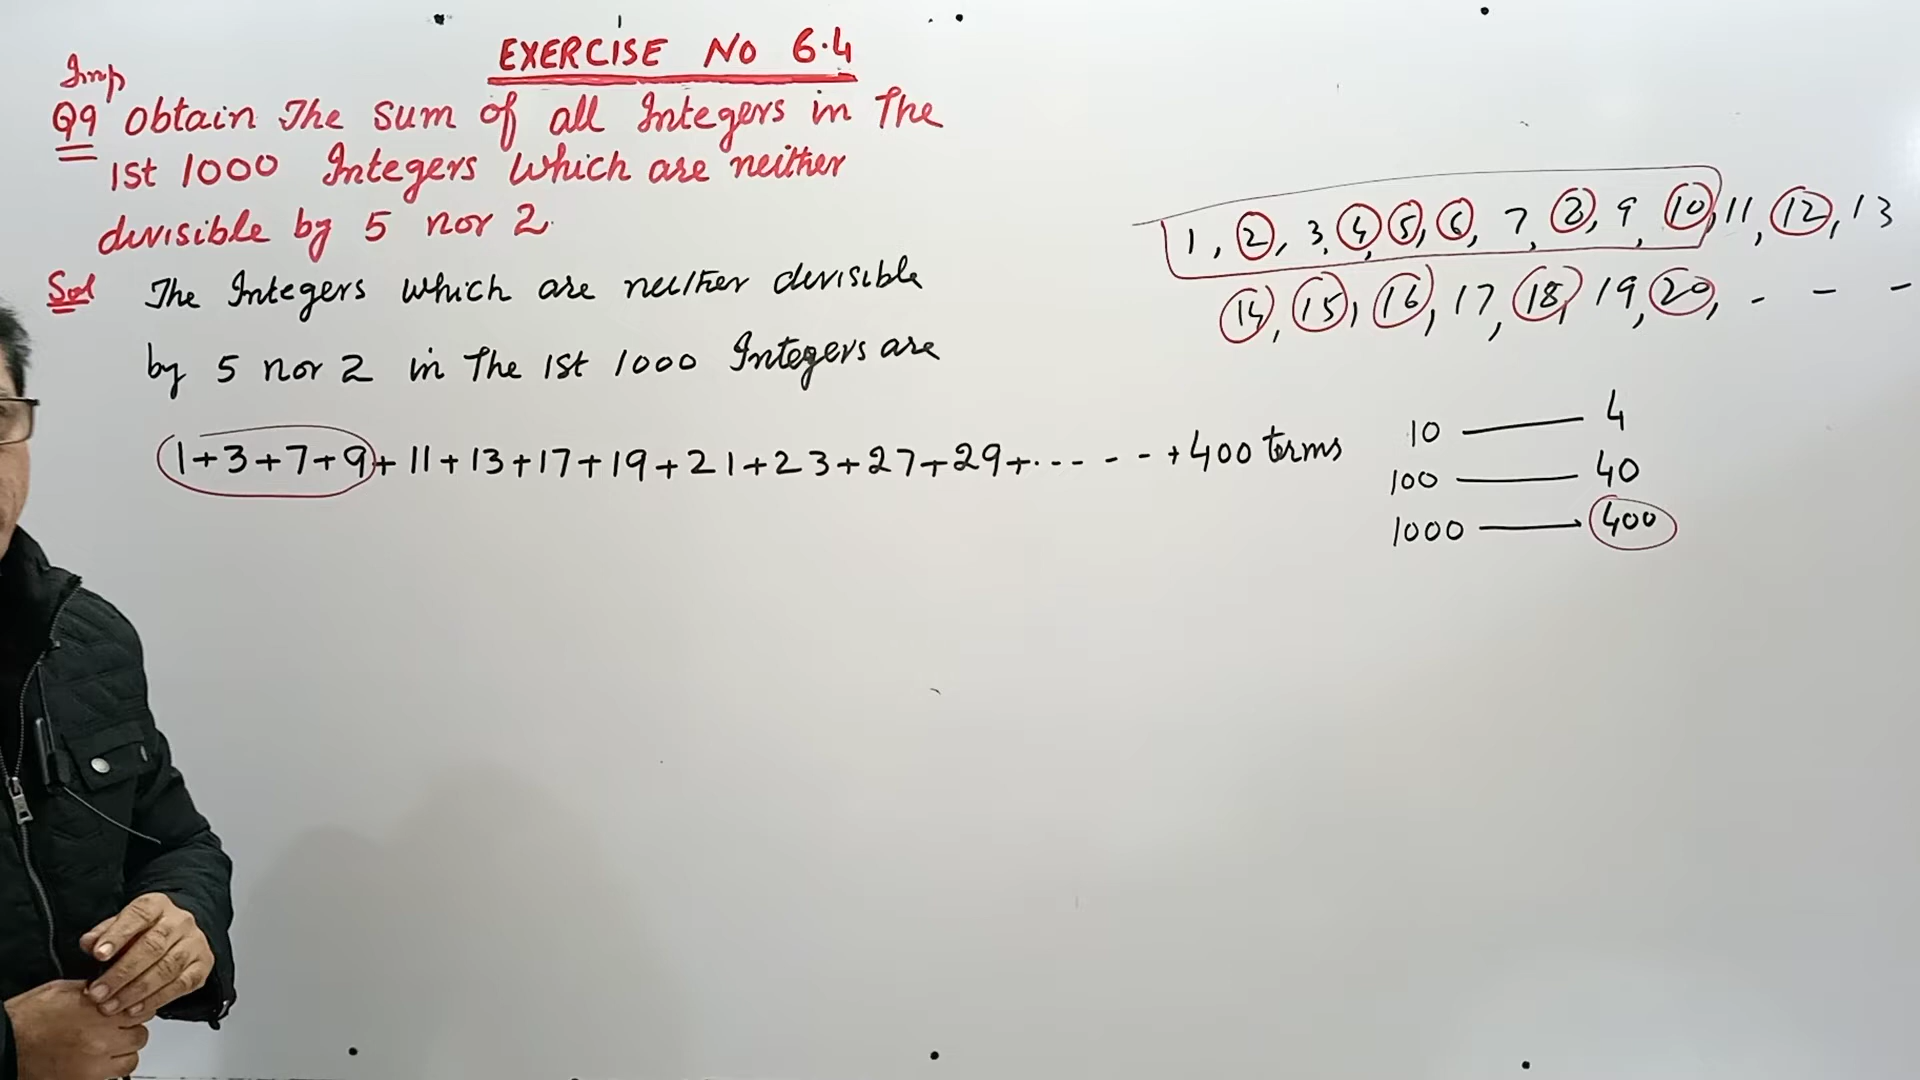 EXERCISE NO 6.4
Imp
Q9 Obtain The Sum of all Integers in The
1st 1000 Integers Which are neither
divisible by 5 nor 2.
Sol The Integers which are neither divisible
by 5 nor 2 in The 1st 1000 Integers are
1+3+7+9+11+13+17+19+21+23+27+29+------+400 terms
1, 2, 3, 4, 5, 6, 7, 8, 9, 10, 11, 12, 13
14, 15, 16, 17, 18, 19, 20, - - -
10 — 4
100 — 40
1000 → 400